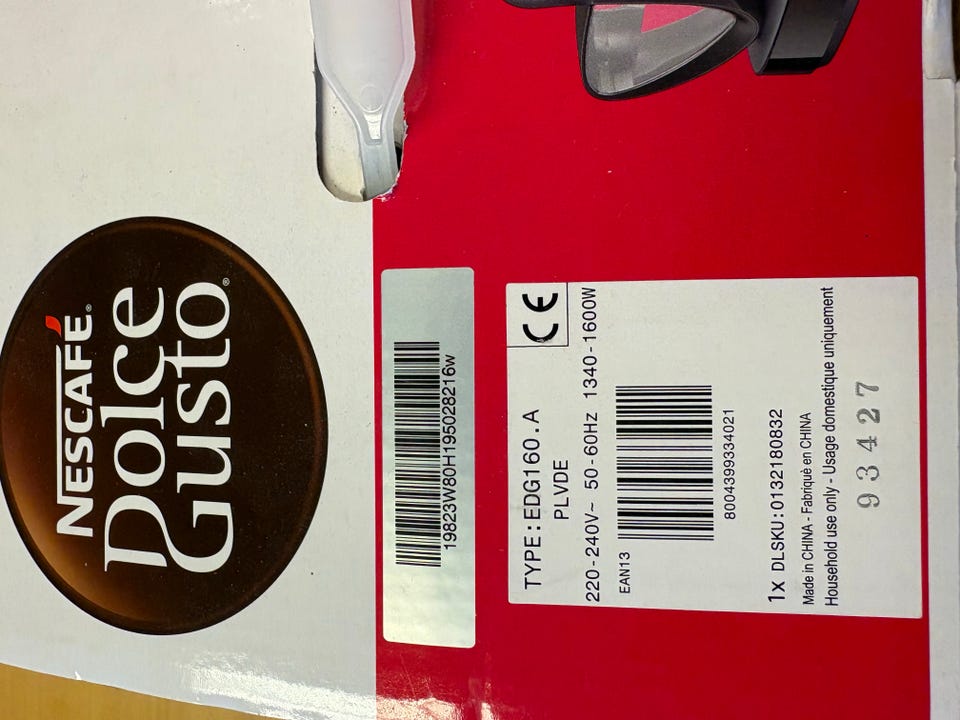 NESCAFÉ®
Dolce
Gusto®
19823W80H195028216w
TYPE:EDG160.A
CE
PLVDE
220-240V~ 50-60Hz 1340-1600W
EAN13
8004399334021
1x DLSKU:0132180832
Made in CHINA - Fabriqué en CHINA
Household use only - Usage domestique uniquement
93427